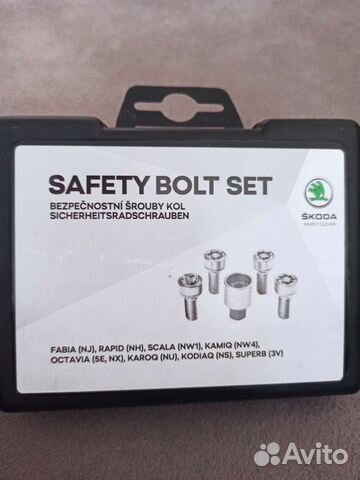 SAFETY BOLT SET
BEZPEČNOSTNÍ ŠROUBY KOL
SICHERHEITSRADSCHRAUBEN
ŠKODA
SIMPLY CLEVER
FABIA (NJ), RAPID (NH), SCALA (NW1), KAMIQ (NW4),
OCTAVIA (5E, NX), KAROQ (NU), KODIAQ (NS), SUPERB (3V)
Avito